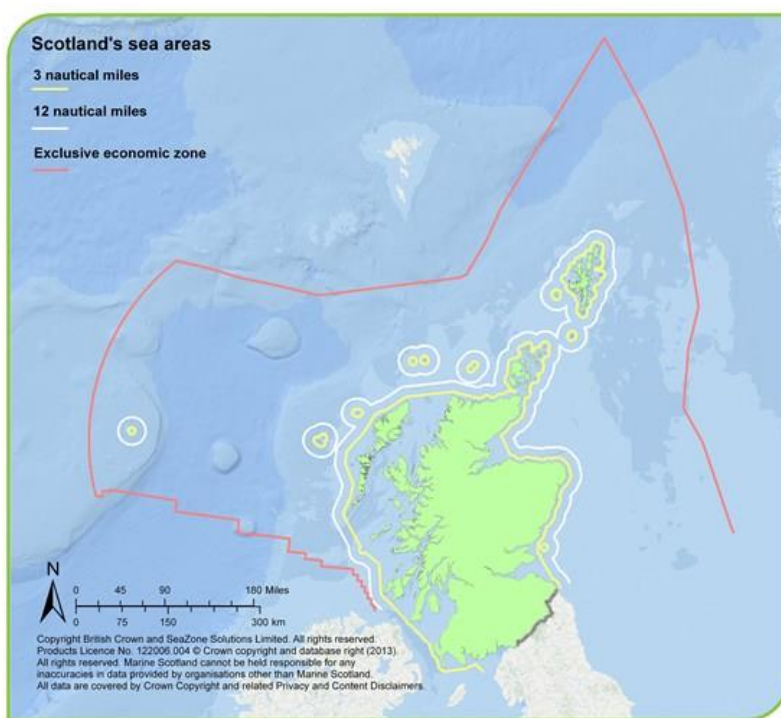 Scotland's sea areas
3 nautical miles
12 nautical miles
Exclusive economic zone
N
0 45 90 180 Miles
0 75 150 300 km
Copyright British Crown and SeaZone Solutions Limited. All rights reserved.
Products Licence No. 122006.004 © Crown copyright and database right (2013).
All rights reserved. Marine Scotland cannot be held responsible for any
inaccuracies in data provided by organisations other than Marine Scotland.
All data are covered by Crown Copyright and related Privacy and Content Disclaimers.